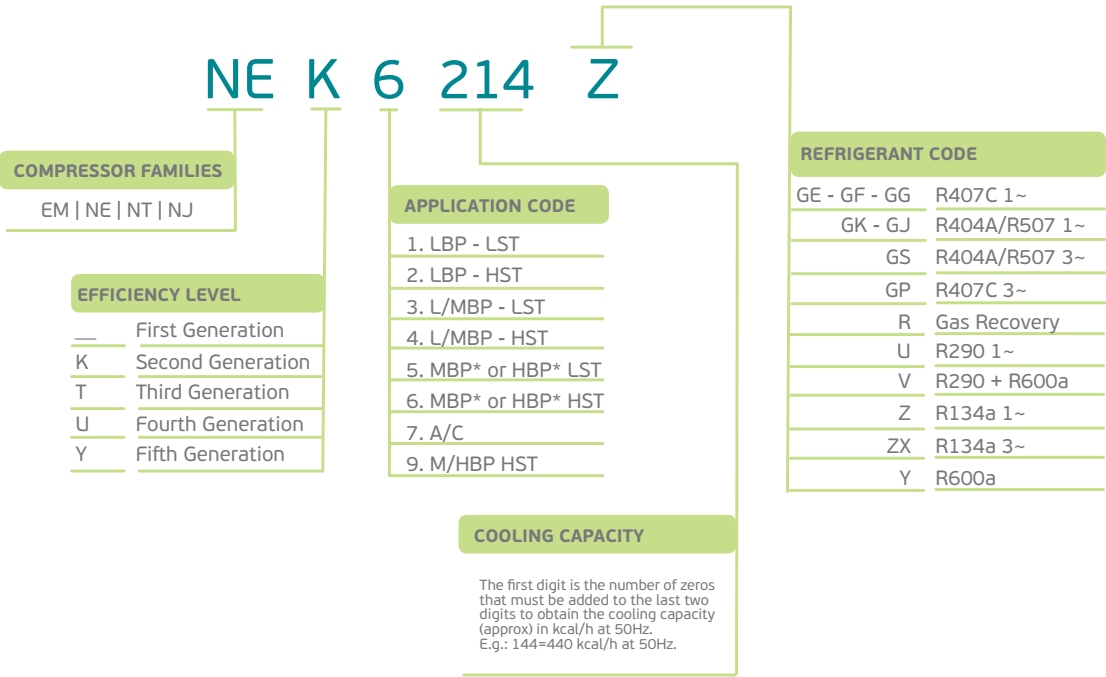 NE K 6 214 Z
COMPRESSOR FAMILIES
EM | NE | NT | NJ
EFFICIENCY LEVEL
__ First Generation
K Second Generation
T Third Generation
U Fourth Generation
Y Fifth Generation
APPLICATION CODE
1. LBP - LST
2. LBP - HST
3. L/MBP - LST
4. L/MBP - HST
5. MBP* or HBP* LST
6. MBP* or HBP* HST
7. A/C
9. M/HBP HST
COOLING CAPACITY
The first digit is the number of zeros
that must be added to the last two
digits to obtain the cooling capacity
(approx) in kcal/h at 50Hz.
E.g.: 144=440 kcal/h at 50Hz.
REFRIGERANT CODE
GE - GF - GG R407C 1~
GK - GJ R404A/R507 1~
GS R404A/R507 3~
GP R407C 3~
R Gas Recovery
U R290 1~
V R290 + R600a
Z R134a 1~
ZX R134a 3~
Y R600a